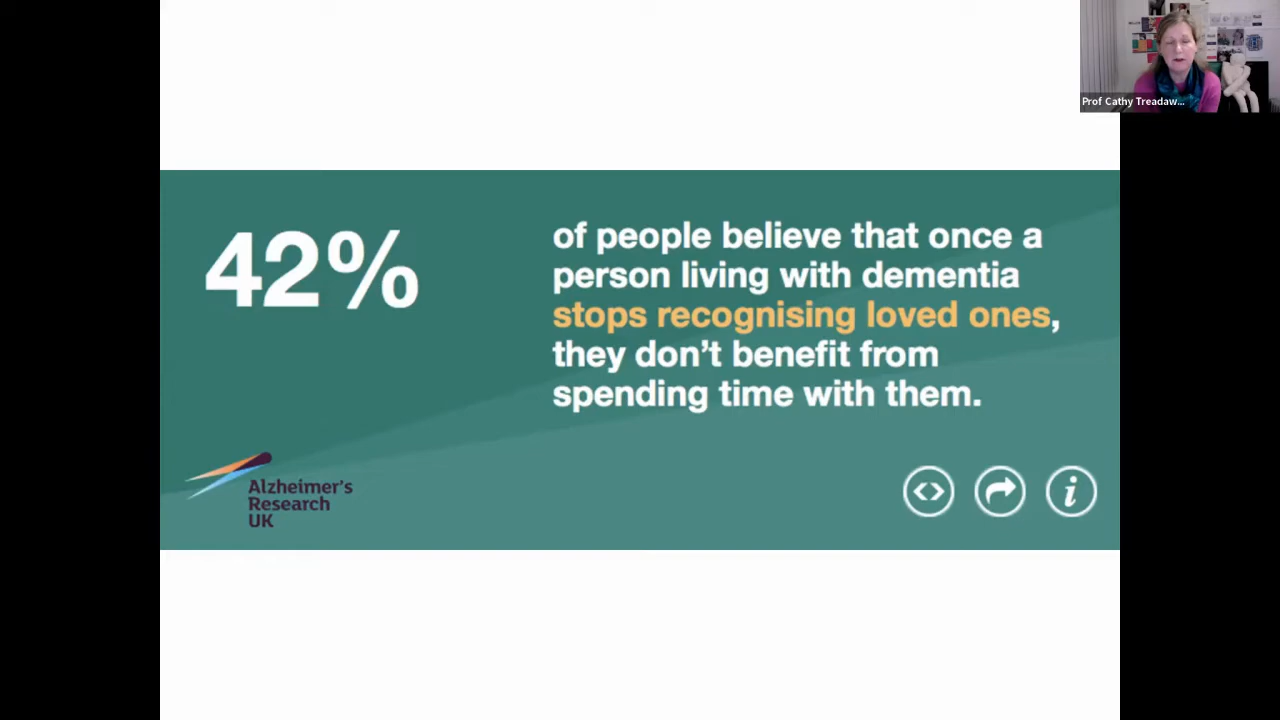 Prof Cathy Treadaw...
42%
of people believe that once a
person living with dementia
stops recognising loved ones,
they don't benefit from
spending time with them.
Alzheimer's
Research
UK